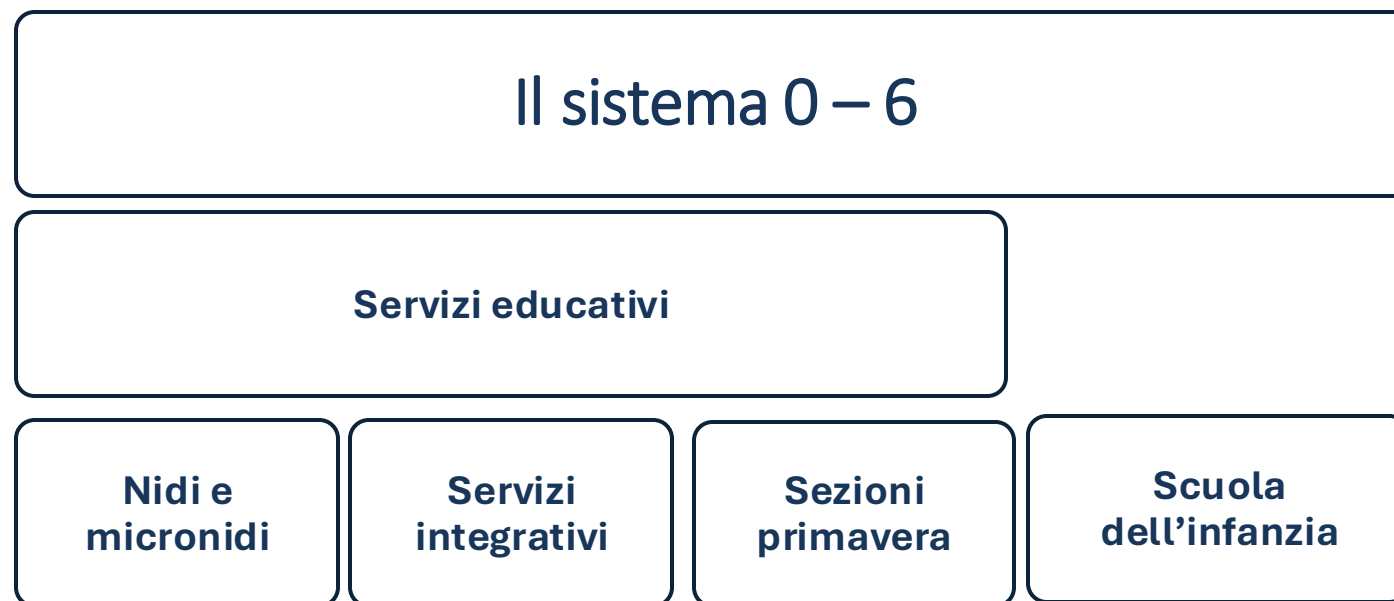 Il sistema 0 – 6
Servizi educativi
Nidi e
micronidi
Servizi
integrativi
Sezioni
primavera
Scuola
dell’infanzia